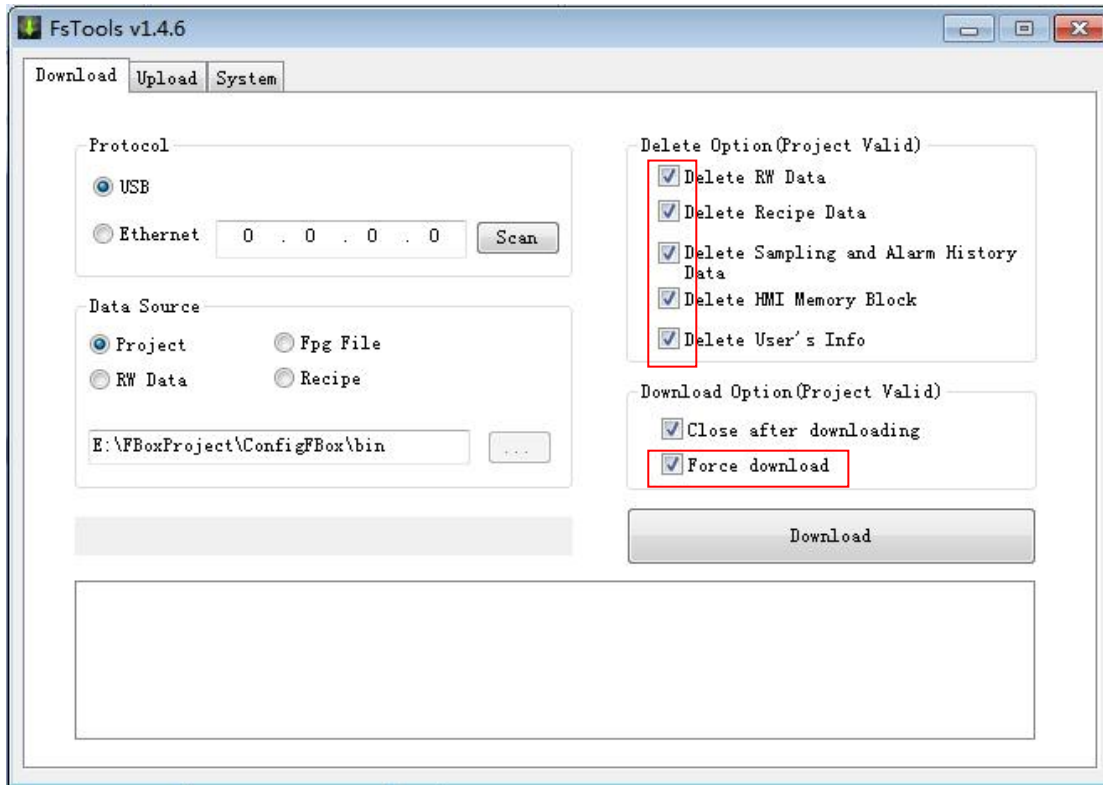 FsTools v1.4.6
Download Upload System
Protocol
USB
Ethernet 0 . 0 . 0 . 0 Scan
Data Source
Project Fpg File
RW Data Recipe
E:\FBoxProject\ConfigFBox\bin ...
Delete Option(Project Valid)
Delete RW Data
Delete Recipe Data
Delete Sampling and Alarm History
Data
Delete HMI Memory Block
Delete User's Info
Download Option(Project Valid)
Close after downloading
Force download
Download